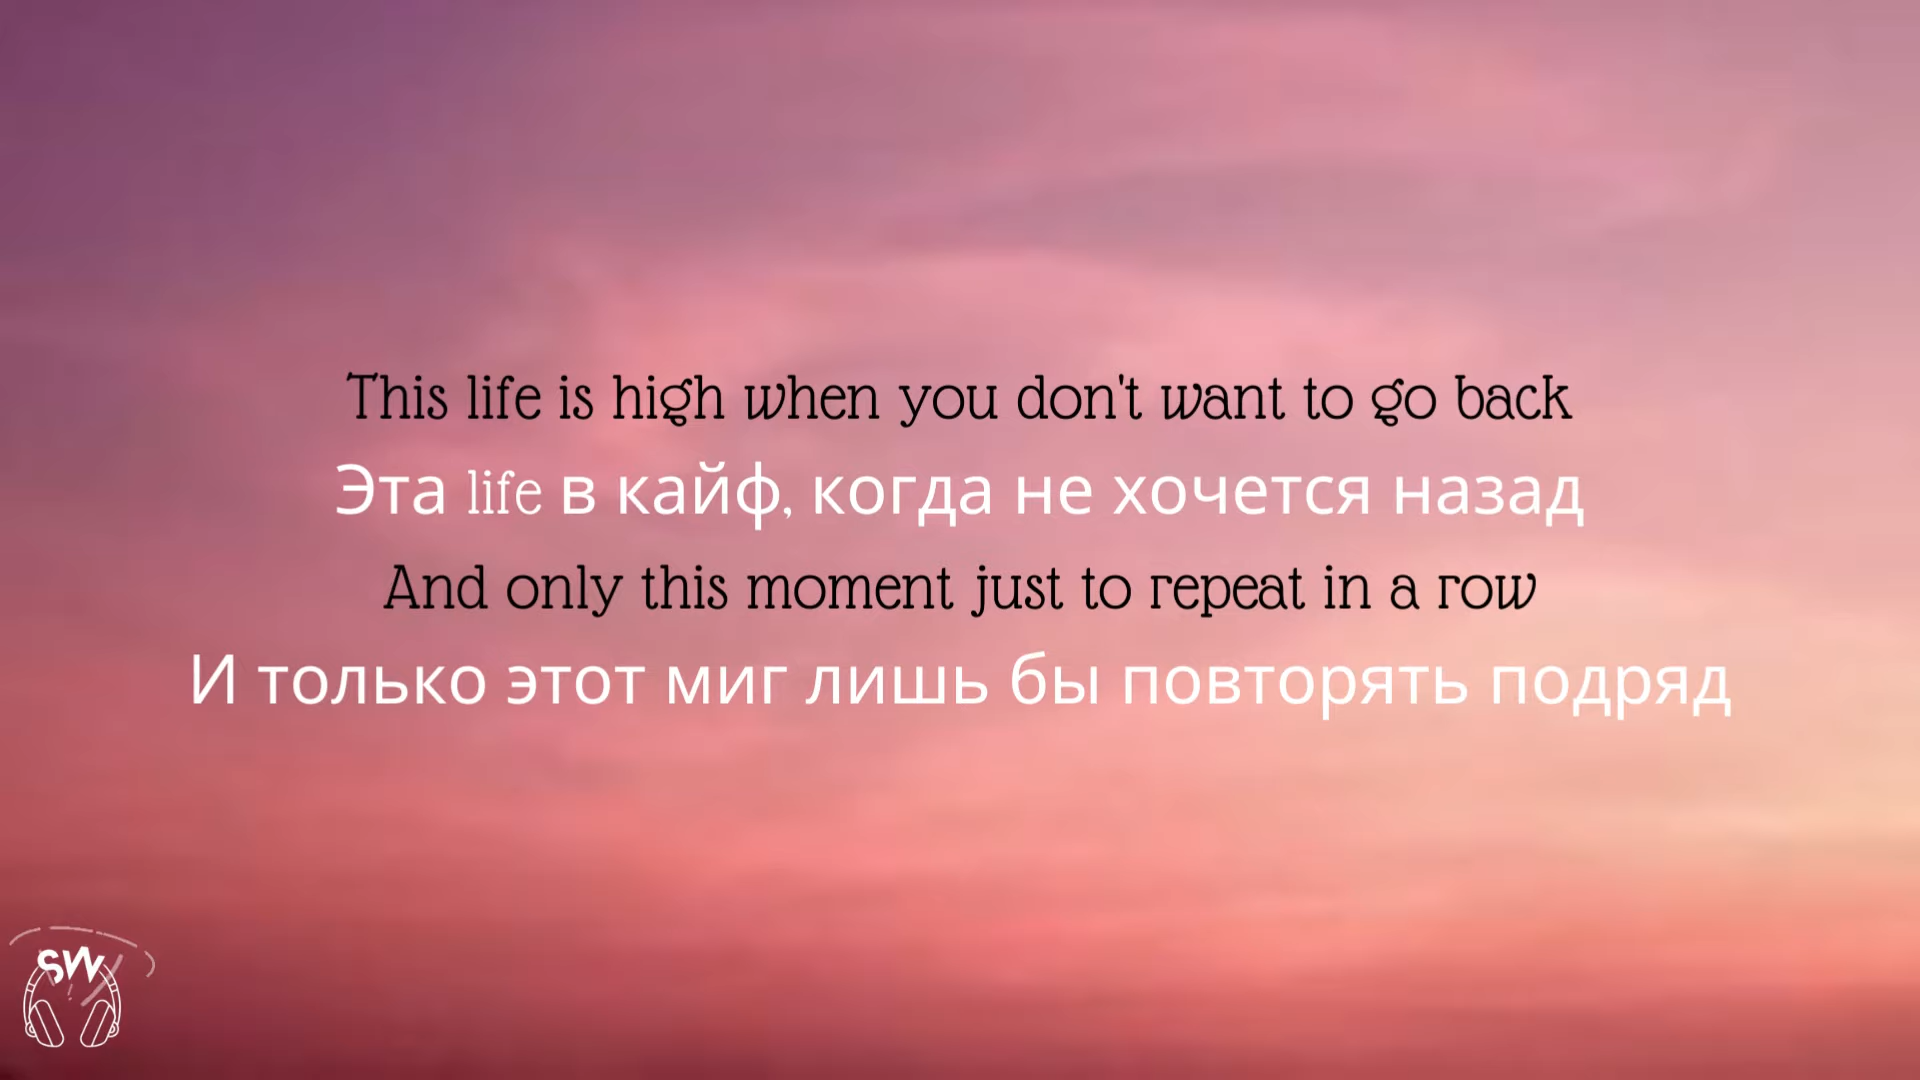 This life is high when you don't want to go back
Эта life в кайф, когда не хочется назад
And only this moment just to repeat in a row
И только этот миг лишь бы повторять подряд
SW